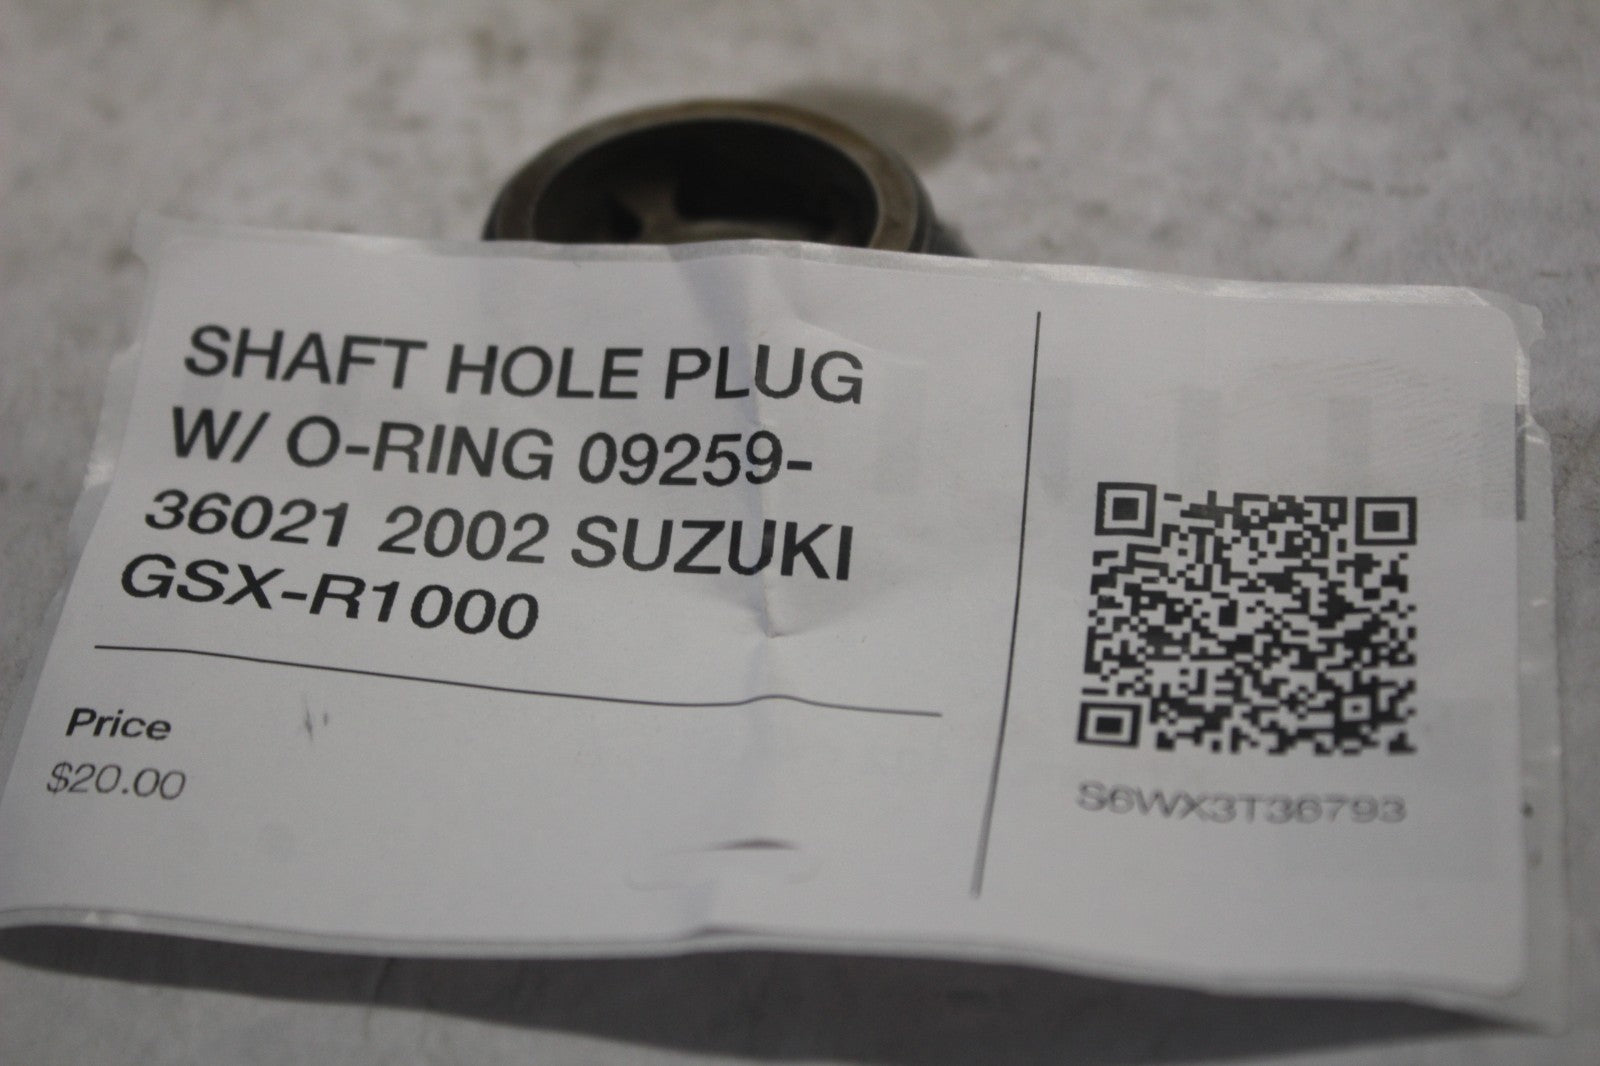 SHAFT HOLE PLUG
W/ O-RING 09259-
36021 2002 SUZUKI
GSX-R1000
Price
$20.00
S6WX3T36793